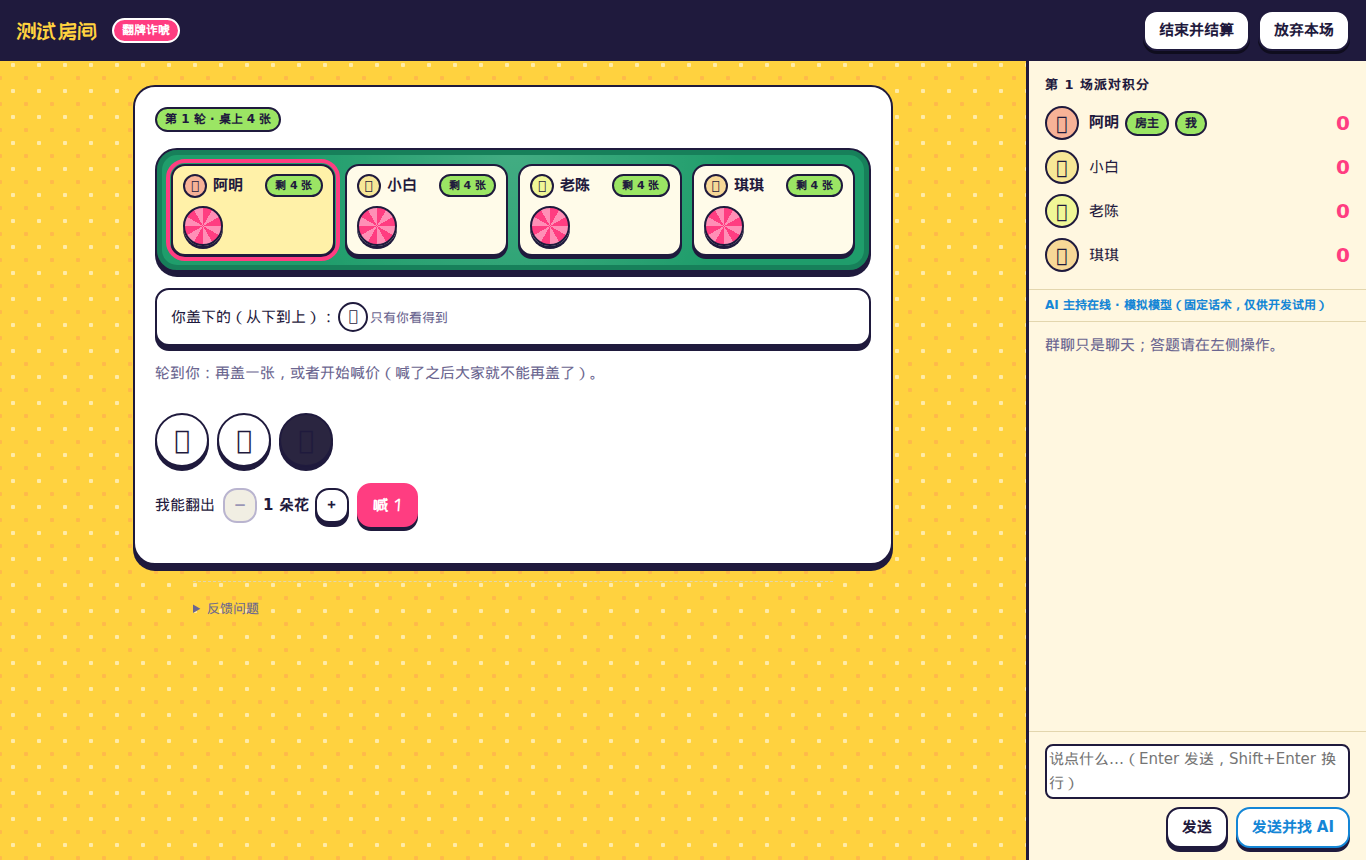 测试房间
翻牌诈唬
结束并结算
放弃本场
第 1 轮 · 桌上 4 张
阿明
剩 4 张
小白
剩 4 张
老陈
剩 4 张
琪琪
剩 4 张
你盖下的（从下到上）：
只有你看得到
轮到你：再盖一张，或者开始喊价（喊了之后大家就不能再盖了）。
我能翻出
−
1 朵花
+
喊 1
▶ 反馈问题
第 1 场派对积分
阿明
房主
我
0
小白
0
老陈
0
琪琪
0
AI 主持在线 · 模拟模型（固定话术，仅供开发试用）
群聊只是聊天；答题请在左侧操作。
说点什么…（Enter 发送，Shift+Enter 换
行）
发送
发送并找 AI